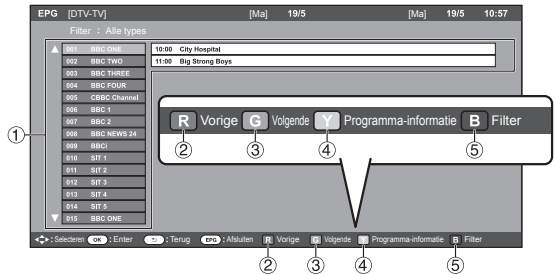 EPG [DTV-TV] [Ma] 19/5 [Ma] 19/5 10:57
Filter : Alle types
001 BBC ONE 10:00 City Hospital
002 BBC TWO 11:00 Big Strong Boys
003 BBC THREE
004 BBC FOUR
005 CBBC Channel
006 BBC 1
007 BBC 2
008 BBC NEWS 24
009 BBCi
010 SIT 1
011 SIT 2
012 SIT 3
013 SIT 4
014 SIT 5
015 BBC ONE
①
R Vorige G Volgende Y Programma-informatie B Filter
② ③ ④ ⑤
: Selecteren OK : Enter : Terug EPG : Afsluiten R Vorige G Volgende Y Programma-informatie B Filter
② ③ ④ ⑤